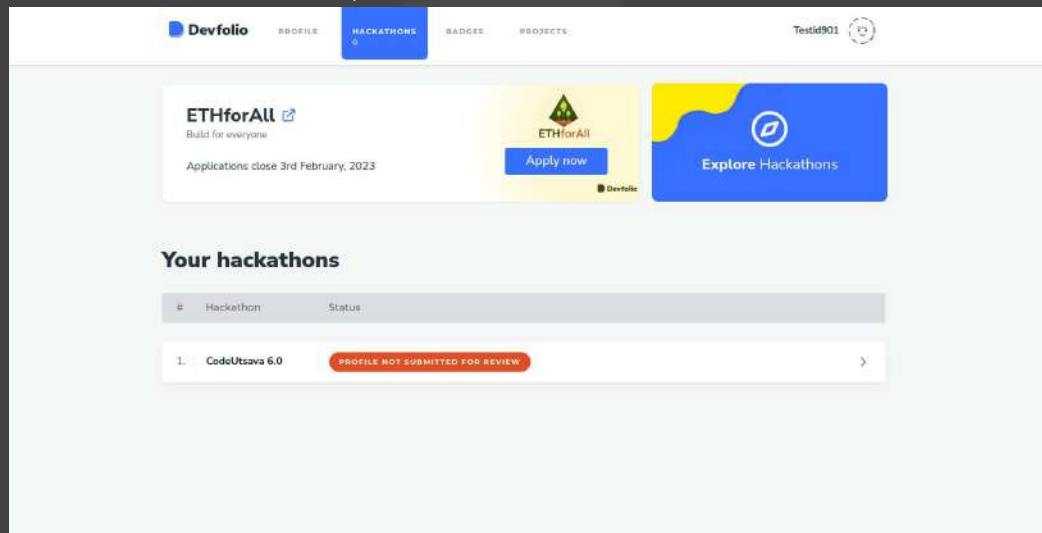 Devfolio PROFILE HACKATHONS BADGES PROJECTS Testid901
0
ETHforAll
Build for everyone
Applications close 3rd February, 2023
ETHforAll
Apply now
Devfolio
Explore Hackathons
Your hackathons
# Hackathon Status
1. CodeUtsava 6.0 PROFILE NOT SUBMITTED FOR REVIEW